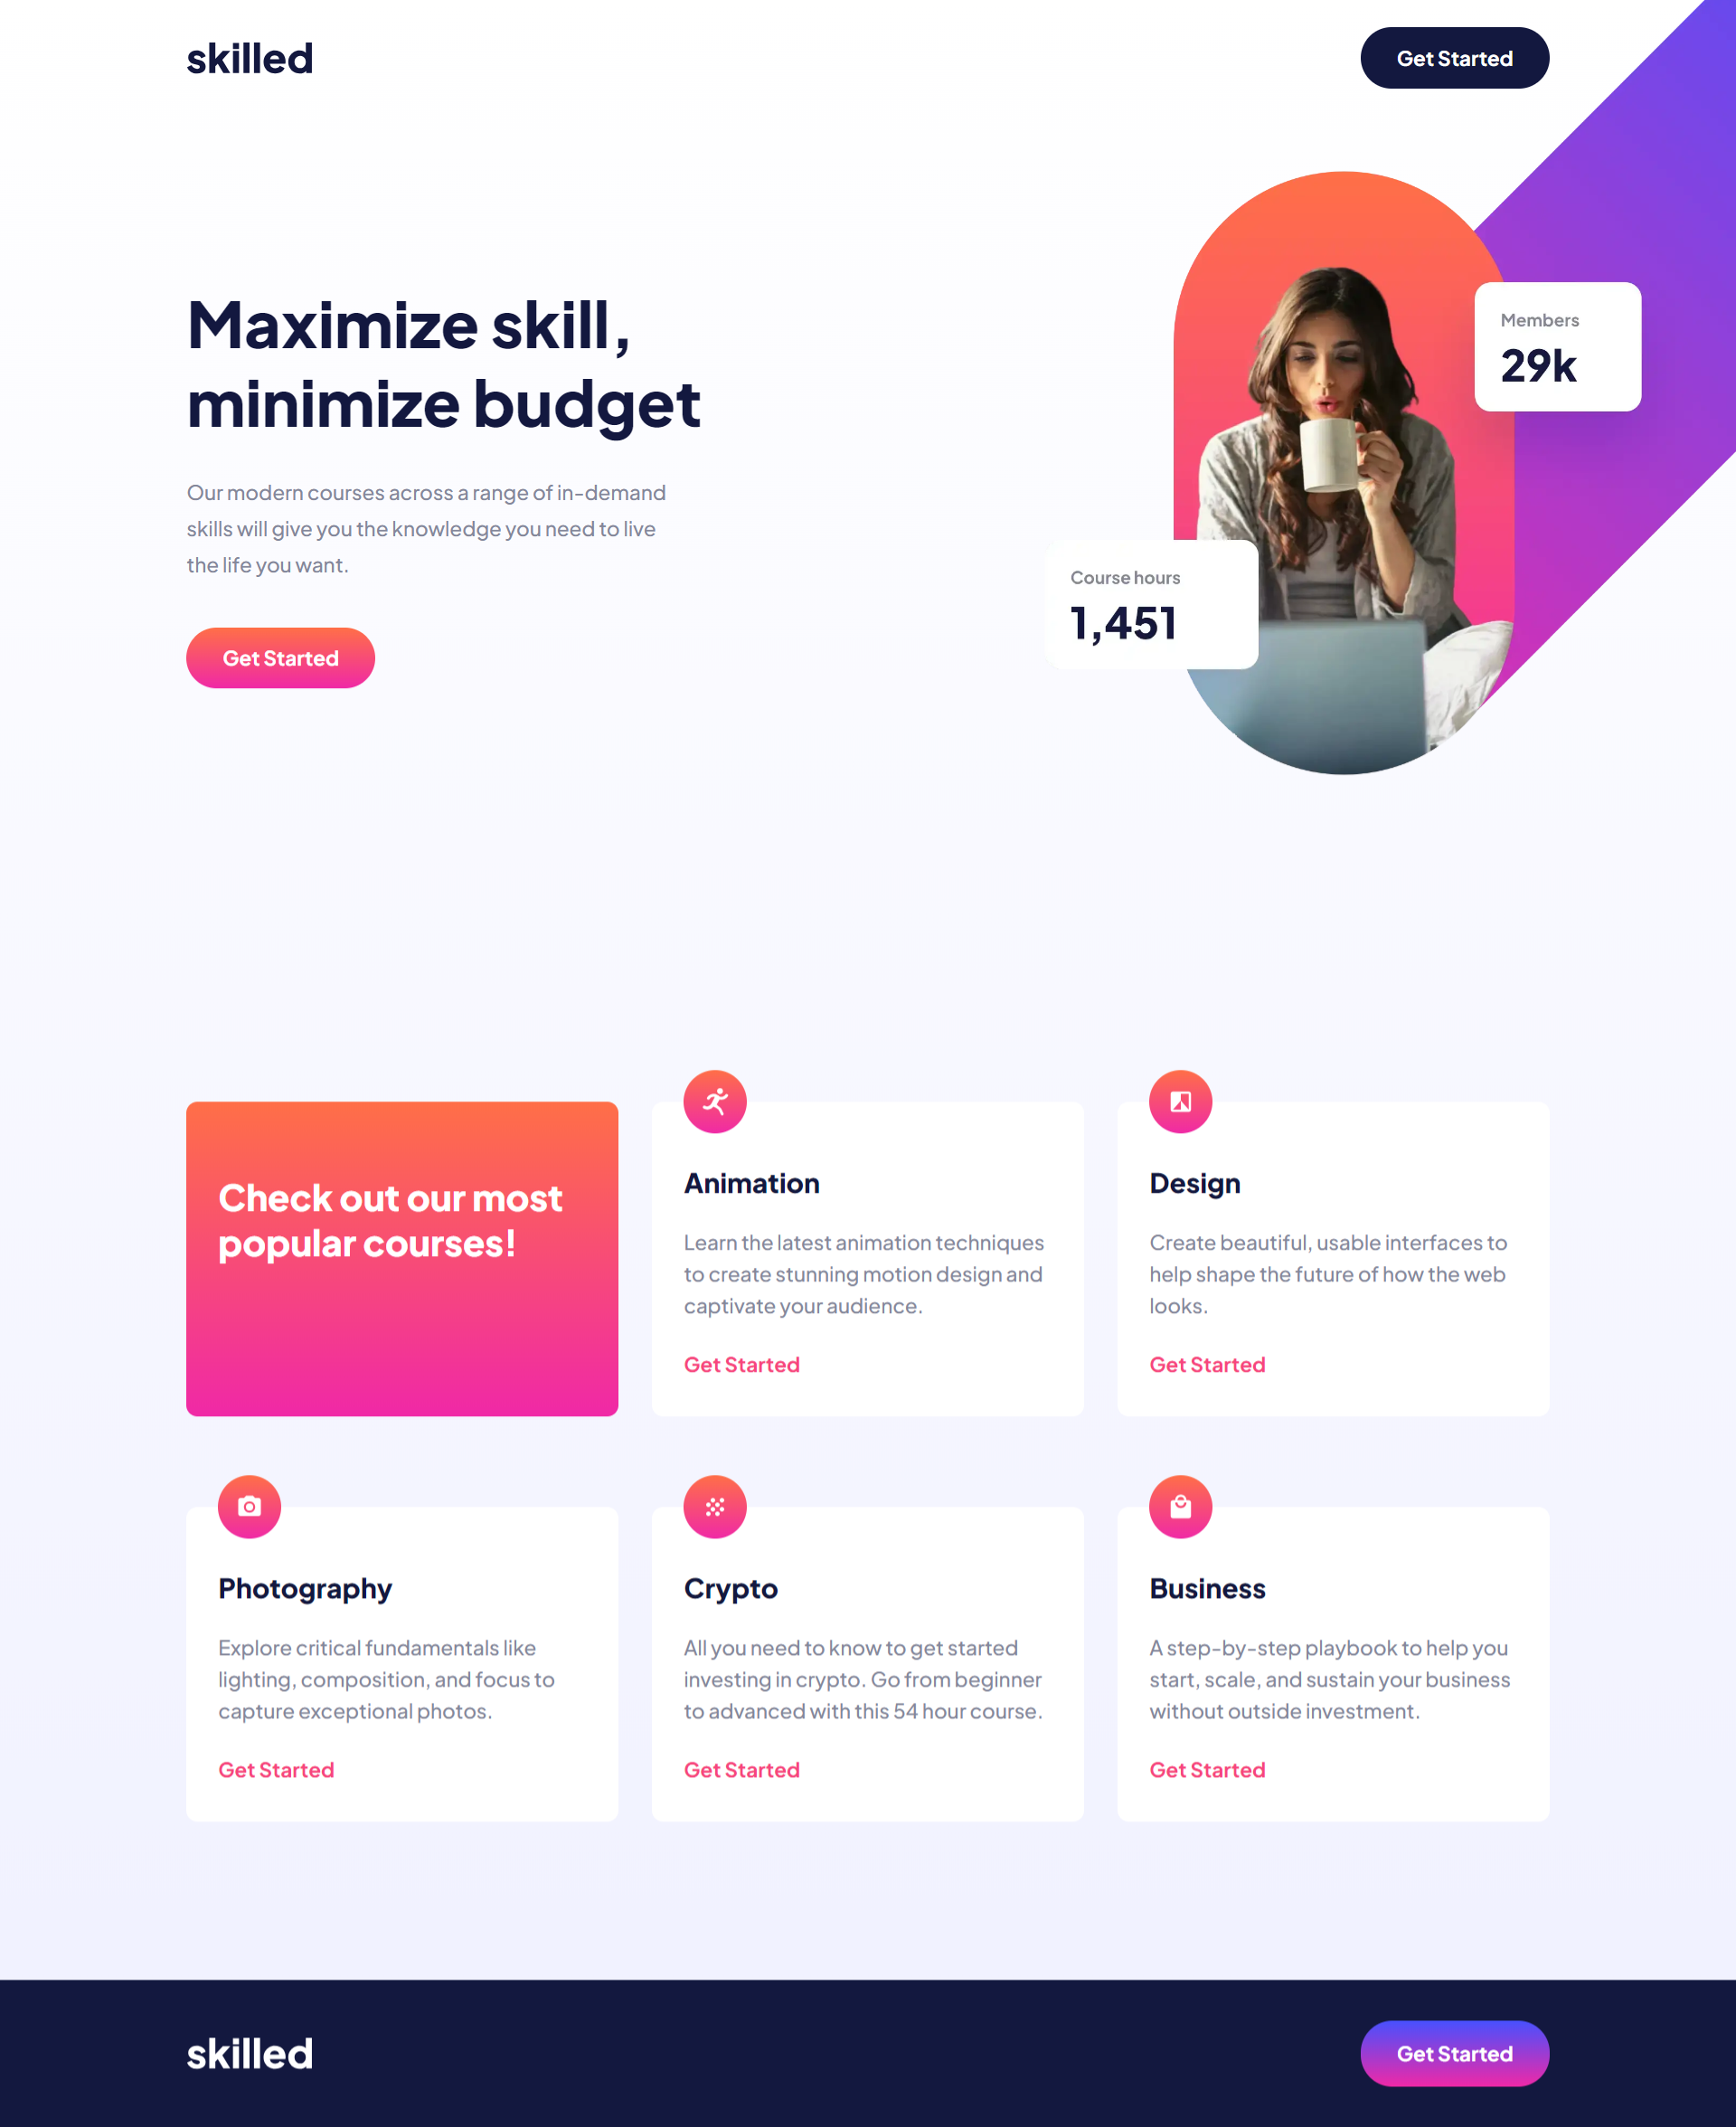 skilled
Get Started
Maximize skill,
minimize budget
Our modern courses across a range of in-demand
skills will give you the knowledge you need to live
the life you want.
Get Started
Members
29k
Course hours
1,451
Check out our most
popular courses!
Animation
Learn the latest animation techniques
to create stunning motion design and
captivate your audience.
Get Started
Design
Create beautiful, usable interfaces to
help shape the future of how the web
looks.
Get Started
Photography
Explore critical fundamentals like
lighting, composition, and focus to
capture exceptional photos.
Get Started
Crypto
All you need to know to get started
investing in crypto. Go from beginner
to advanced with this 54 hour course.
Get Started
Business
A step-by-step playbook to help you
start, scale, and sustain your business
without outside investment.
Get Started
skilled
Get Started